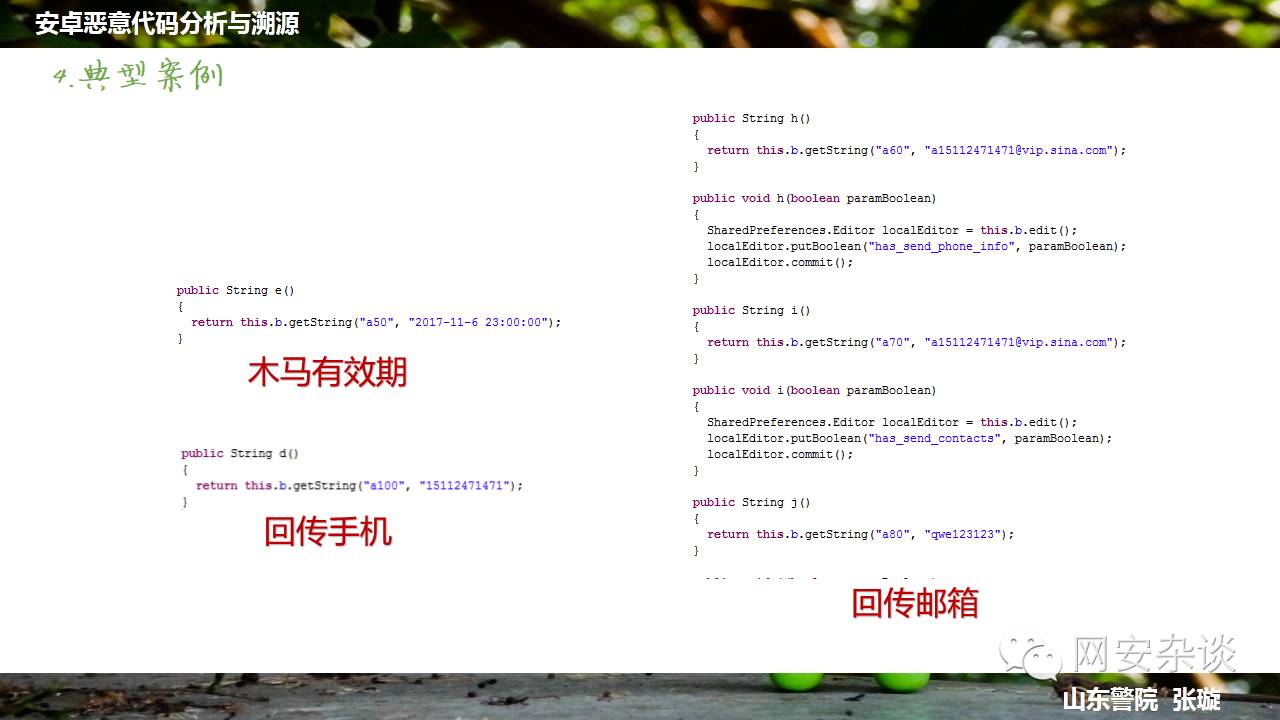 安卓恶意代码分析与溯源
4.典型案例
public String e()
{
return this.b.getString("a50", "2017-11-6 23:00:00");
}
木马有效期
public String d()
{
return this.b.getString("a100", "15112471471");
}
回传手机
public String h()
{
return this.b.getString("a60", "a15112471471@vip.sina.com");
}
public void h(boolean paramBoolean)
{
SharedPreferences.Editor localEditor = this.b.edit();
localEditor.putBoolean("has_send_phone_info", paramBoolean);
localEditor.commit();
}
public String i()
{
return this.b.getString("a70", "a15112471471@vip.sina.com");
}
public void i(boolean paramBoolean)
{
SharedPreferences.Editor localEditor = this.b.edit();
localEditor.putBoolean("has_send_contacts", paramBoolean);
localEditor.commit();
}
public String j()
{
return this.b.getString("a80", "qwe123123");
}
回传邮箱
网安杂谈
山东警院 张璇